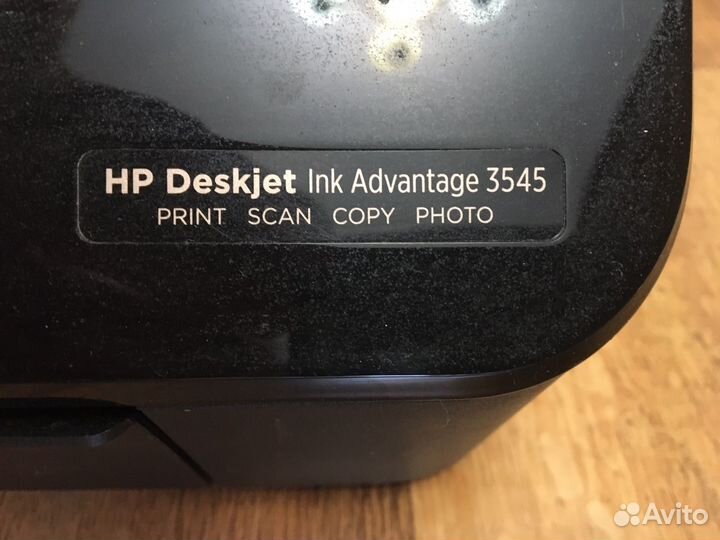 HP Deskjet Ink Advantage 3545
PRINT SCAN COPY PHOTO
Avito